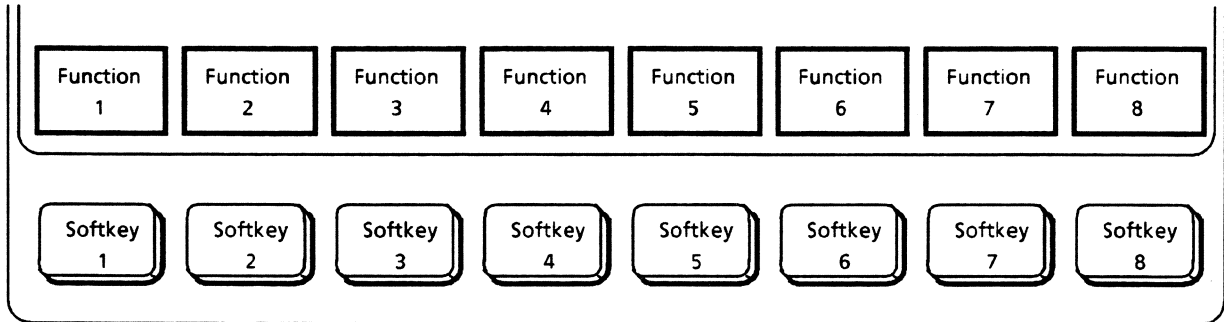 Function Function Function Function Function Function Function Function
1 2 3 4 5 6 7 8
Softkey Softkey Softkey Softkey Softkey Softkey Softkey Softkey
1 2 3 4 5 6 7 8